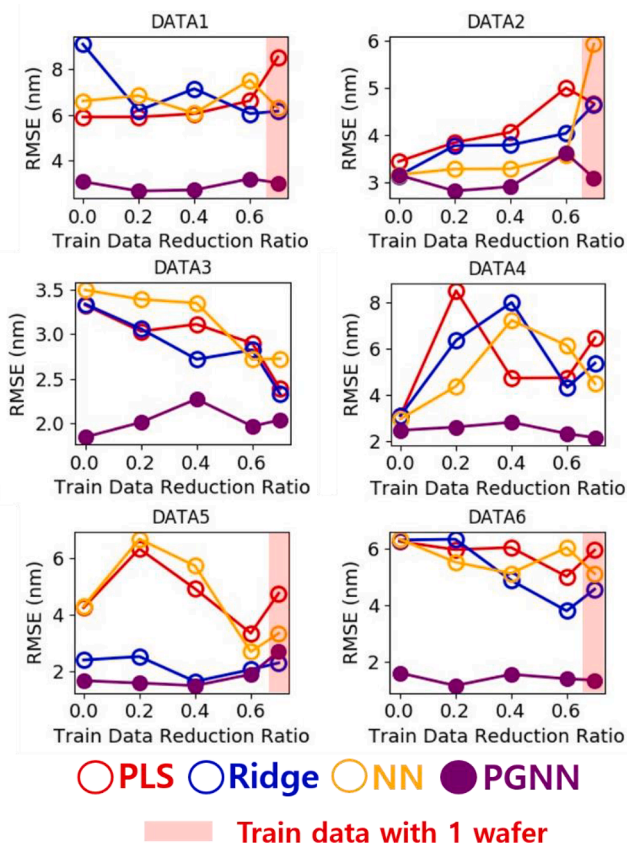 DATA1
DATA2
RMSE (nm)
8
6
4
0.0 0.2 0.4 0.6
Train Data Reduction Ratio
RMSE (nm)
6
5
4
3
0.0 0.2 0.4 0.6
Train Data Reduction Ratio
DATA3
DATA4
RMSE (nm)
3.5
3.0
2.5
2.0
0.0 0.2 0.4 0.6
Train Data Reduction Ratio
RMSE (nm)
8
6
4
2
0.0 0.2 0.4 0.6
Train Data Reduction Ratio
DATA5
DATA6
RMSE (nm)
6
4
2
0.0 0.2 0.4 0.6
Train Data Reduction Ratio
RMSE (nm)
6
4
2
0.0 0.2 0.4 0.6
Train Data Reduction Ratio
PLS Ridge NN PGNN
Train data with 1 wafer